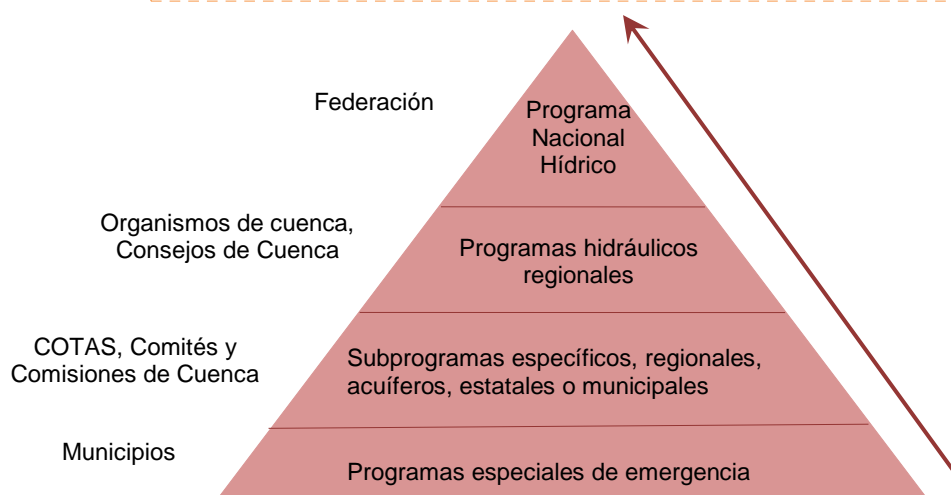 Federación
Programa
Nacional
Hídrico
Organismos de cuenca,
Consejos de Cuenca
Programas hidráulicos
regionales
COTAS, Comités y
Comisiones de Cuenca
Subprogramas específicos, regionales,
acuíferos, estatales o municipales
Municipios
Programas especiales de emergencia